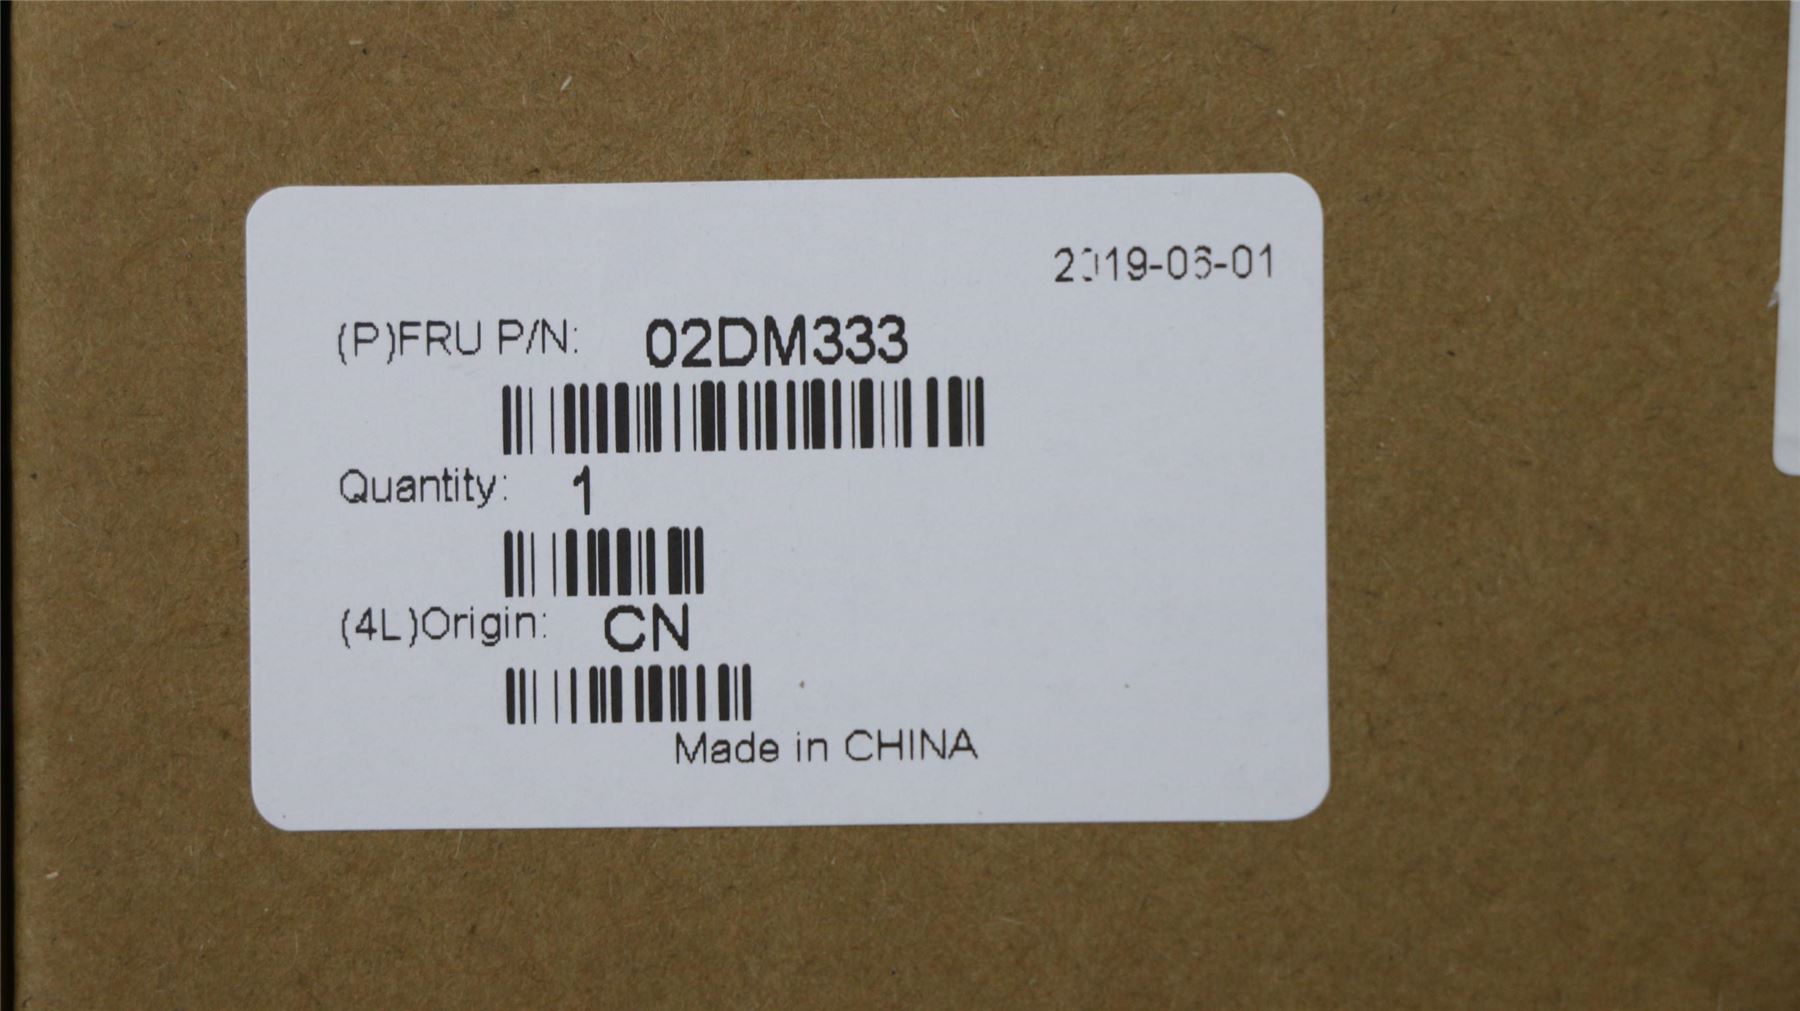 2019-06-01
(P)FRU P/N: 02DM333
Quantity: 1
(4L)Origin: CN
Made in CHINA